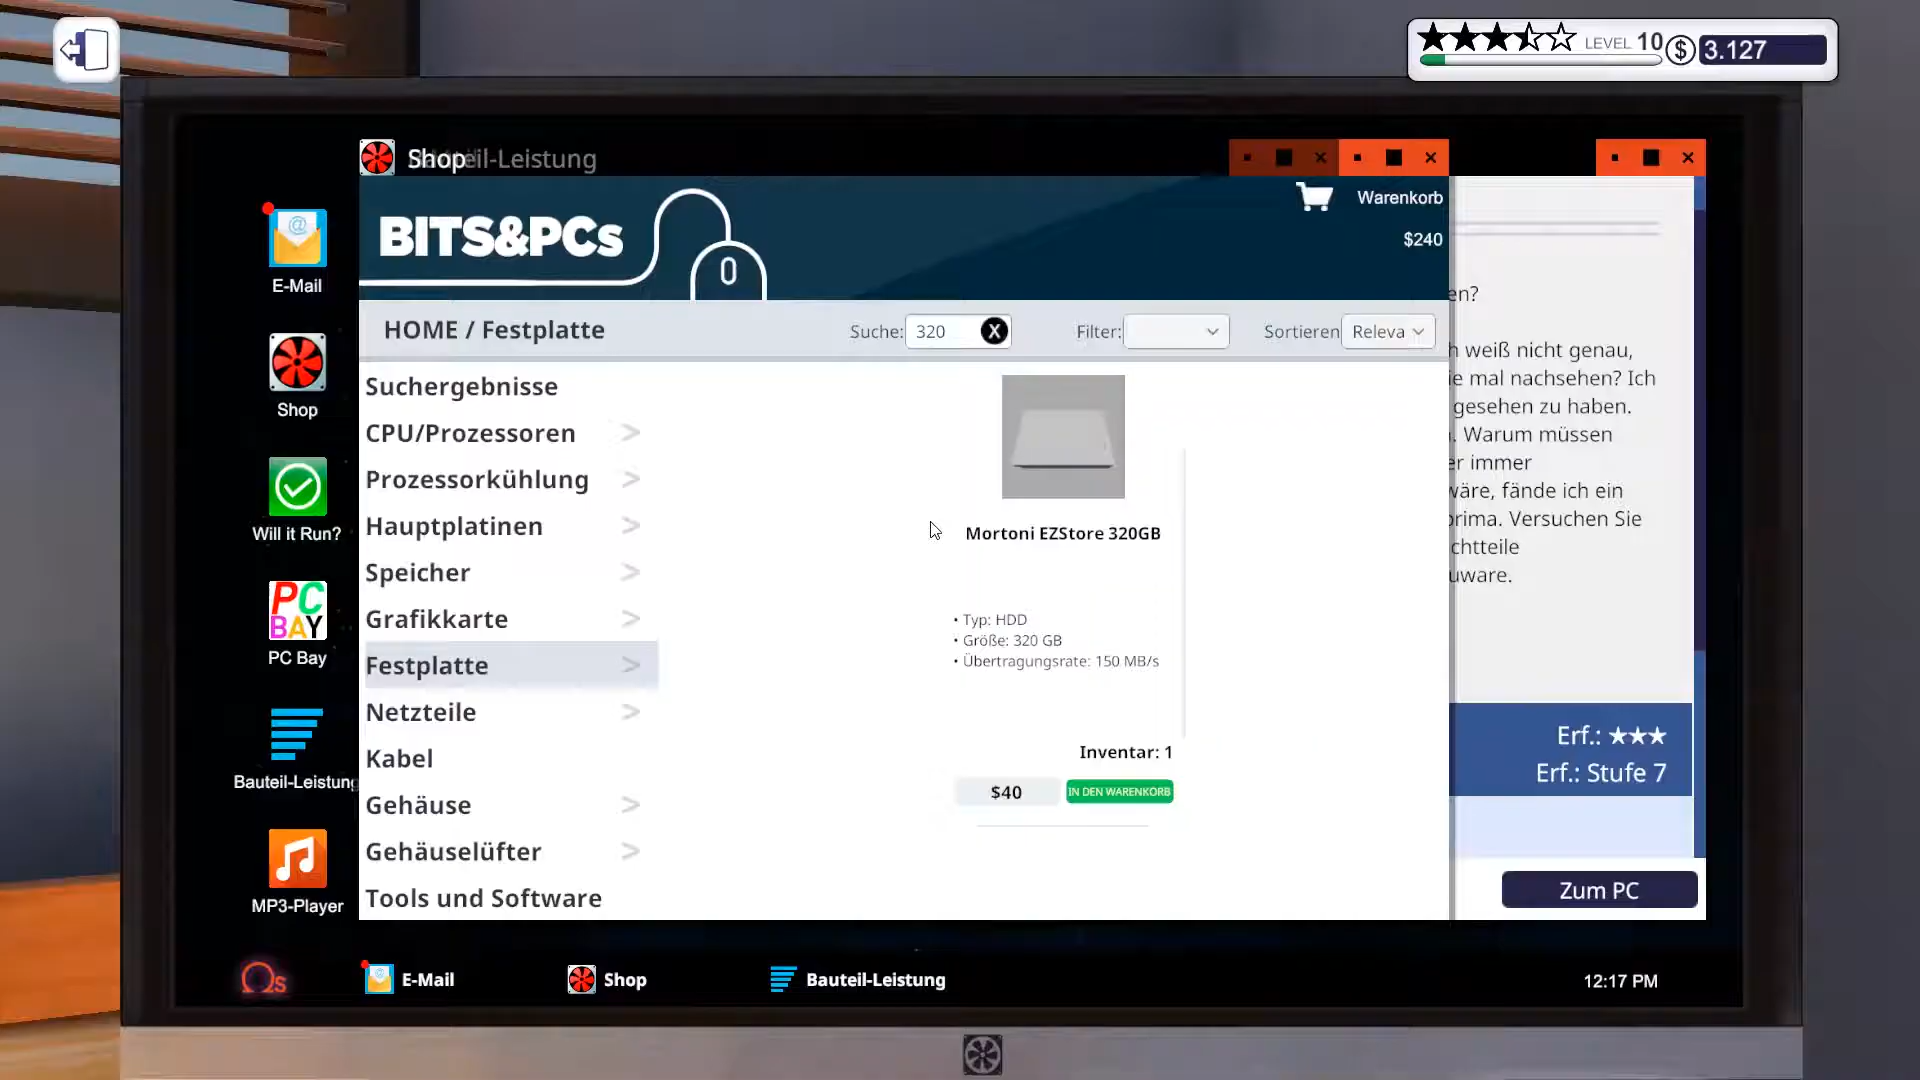 LEVEL 10
3.127
Shop
Bauteil-Leistung
BITS&PCs
Warenkorb
$240
HOME / Festplatte
Suche: 320
X
Filter:
Sortieren
Releva
Suchergebnisse
CPU/Prozessoren
Prozessorkühlung
Hauptplatinen
Speicher
Grafikkarte
Festplatte
Netzteile
Kabel
Gehäuse
Gehäuselüfter
Tools und Software
Mortoni EZStore 320GB
• Typ: HDD
• Größe: 320 GB
• Übertragungsrate: 150 MB/s
Inventar: 1
$40
IN DEN WARENKORB
en?
h weiß nicht genau,
ie mal nachsehen? Ich
gesehen zu haben.
. Warum müssen
er immer
wäre, fände ich ein
orima. Versuchen Sie
chtteile
uware.
Erf.: ★★★
Erf.: Stufe 7
Zum PC
E-Mail
Shop
Will it Run?
PC BAY
PC Bay
Bauteil-Leistung
MP3-Player
Ωs
E-Mail
Shop
Bauteil-Leistung
12:17 PM